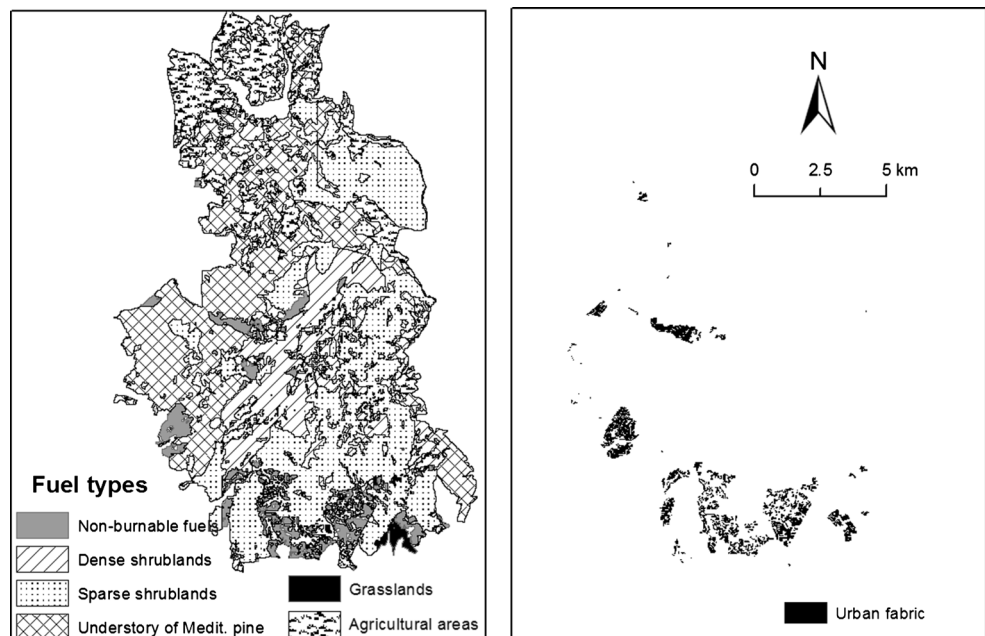 Fuel types
Non-burnable fuels
Dense shrublands
Sparse shrublands
Understory of Medit. pine
Grasslands
Agricultural areas
N
0 2.5 5 km
Urban fabric